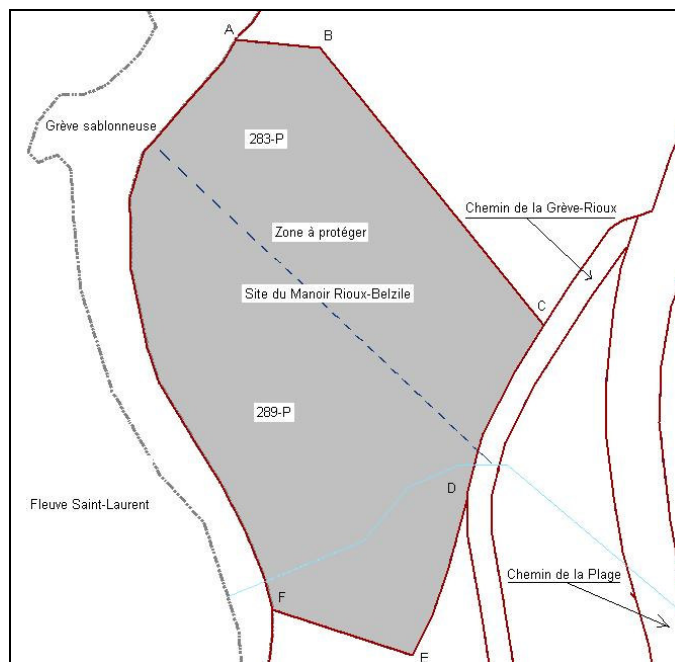 A
B
Grève sablonneuse
283-P
Chemin de la Grève-Rioux
Zone à protéger
Site du Manoir Rioux-Belzile
C
289-P
D
Fleuve Saint-Laurent
Chemin de la Plage
F
E